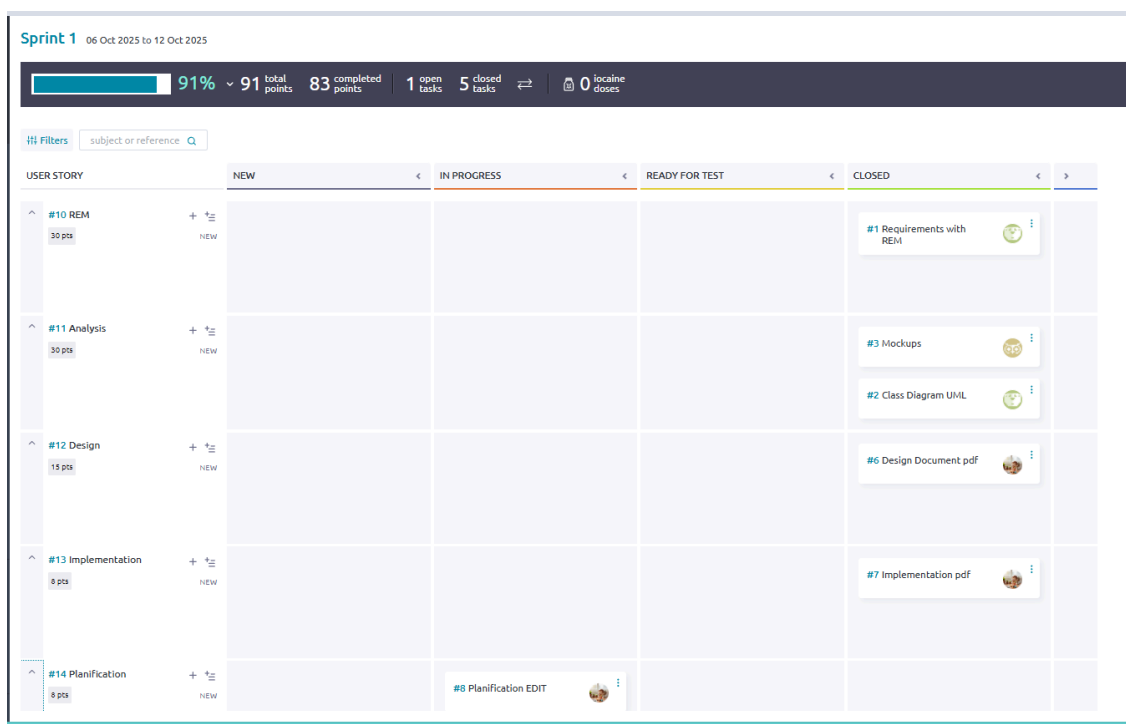 Sprint 1 06 Oct 2025 to 12 Oct 2025
91% 91 total points 83 completed points 1 open tasks 5 closed tasks 0 iocaine doses
Filters subject or reference
USER STORY NEW IN PROGRESS READY FOR TEST CLOSED
#10 REM
30 pts NEW
#1 Requirements with
REM
#11 Analysis
30 pts NEW
#3 Mockups
#2 Class Diagram UML
#12 Design
15 pts NEW
#6 Design Document pdf
#13 Implementation
8 pts NEW
#7 Implementation pdf
#14 Planification
8 pts NEW
#8 Planification EDIT